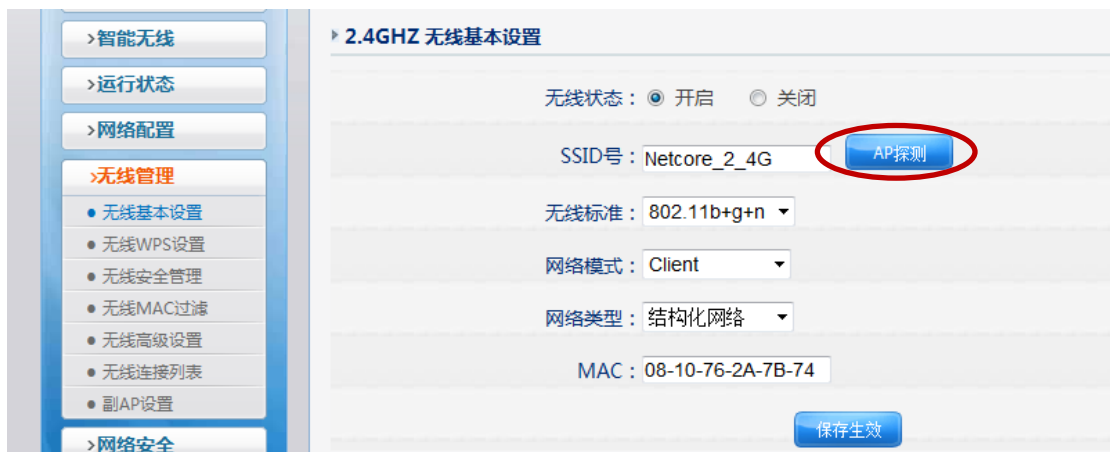 >智能无线
>运行状态
>网络配置
>无线管理
● 无线基本设置
● 无线WPS设置
● 无线安全管理
● 无线MAC过滤
● 无线高级设置
● 无线连接列表
● 副AP设置
>网络安全
2.4GHZ 无线基本设置
无线状态： 开启 关闭
SSID号： Netcore_2_4G AP探测
无线标准： 802.11b+g+n
网络模式： Client
网络类型： 结构化网络
MAC： 08-10-76-2A-7B-74
保存生效